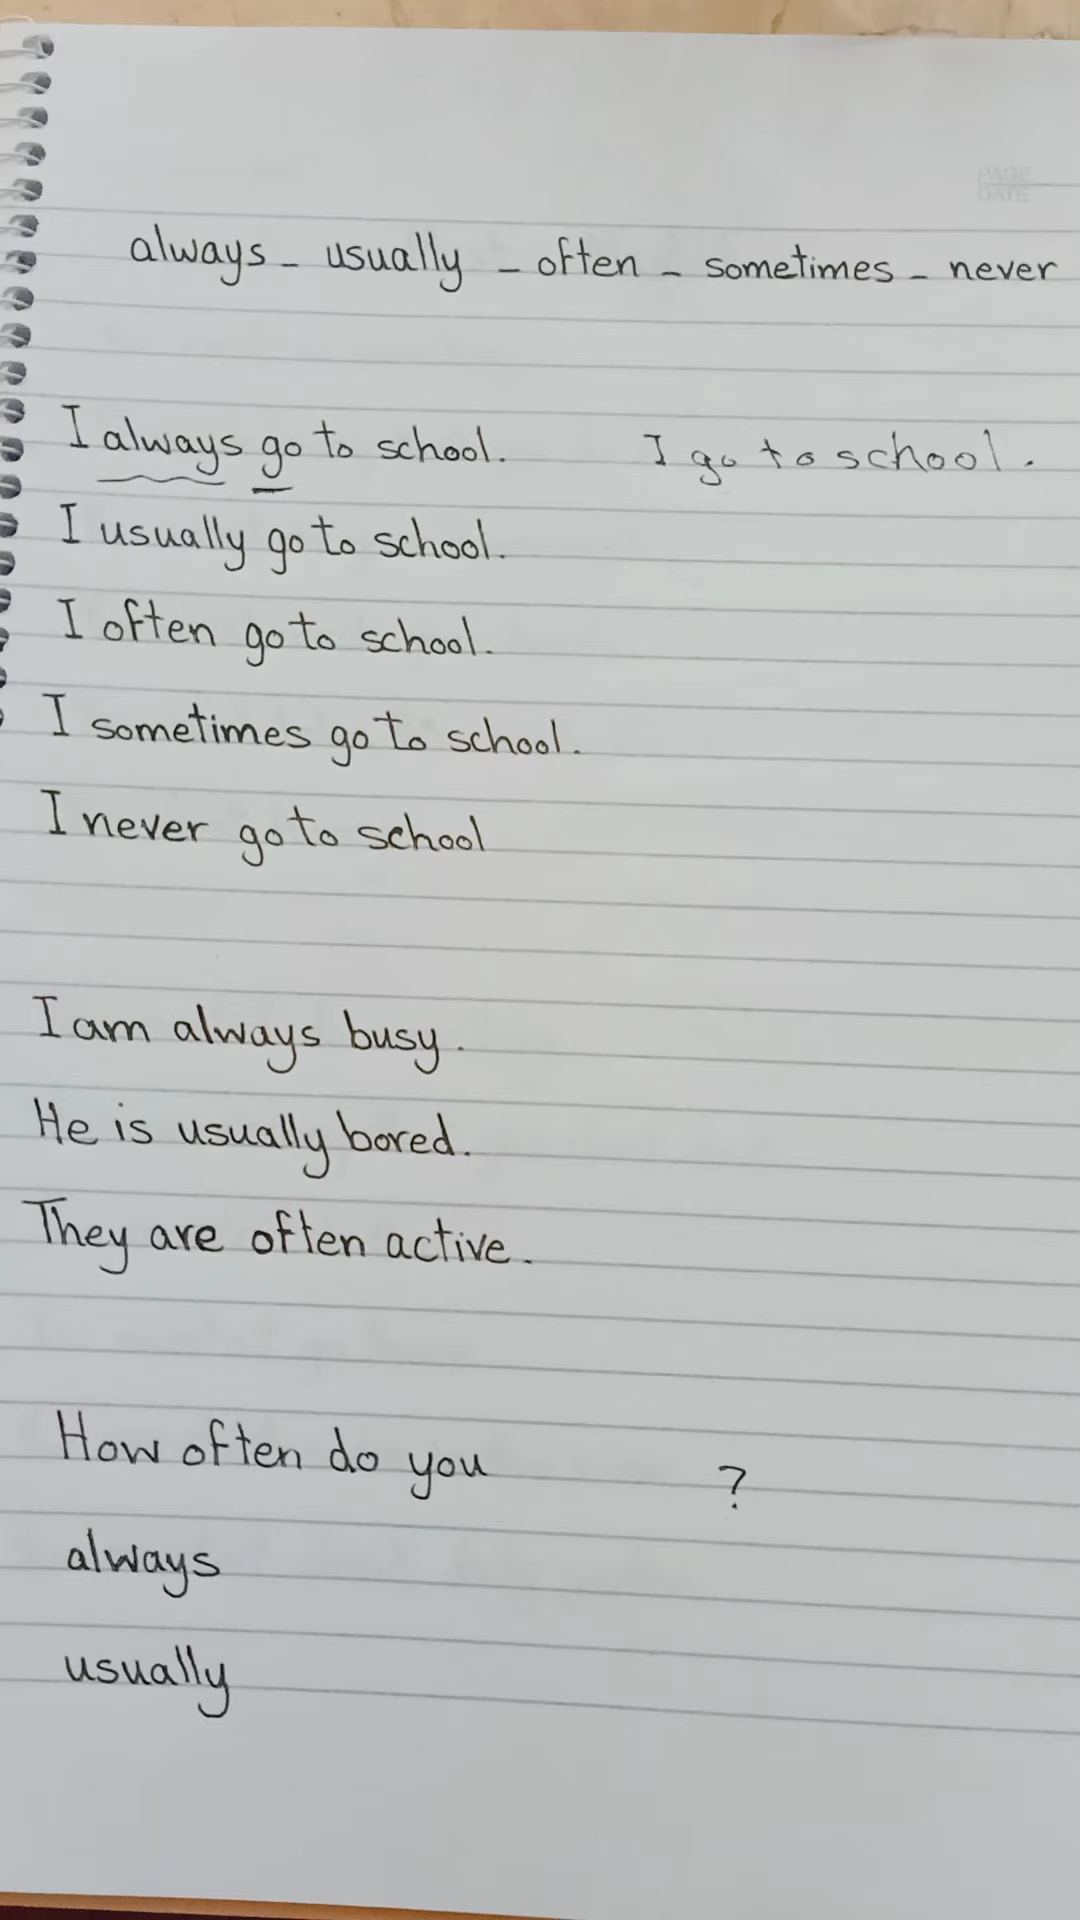 PAGE
DATE
always - usually - often - sometimes - never
I always go to school. I go to school.
I usually go to school.
I often go to school.
I sometimes go to school.
I never go to school
I am always busy.
He is usually bored.
They are often active.
How often do you ?
always
usually